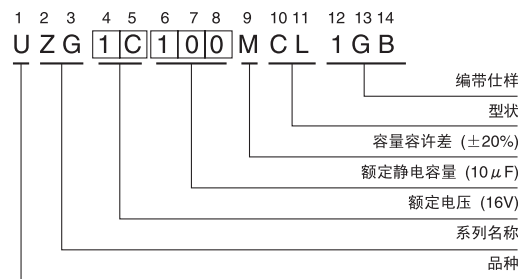 1 2 3 4 5 6 7 8 9 10 11 12 13 14
U Z G 1 C 1 0 0 M C L 1 G B
编带仕样
型状
容量容许差 (±20%)
额定静电容量 (10μF)
额定电压 (16V)
系列名称
品种